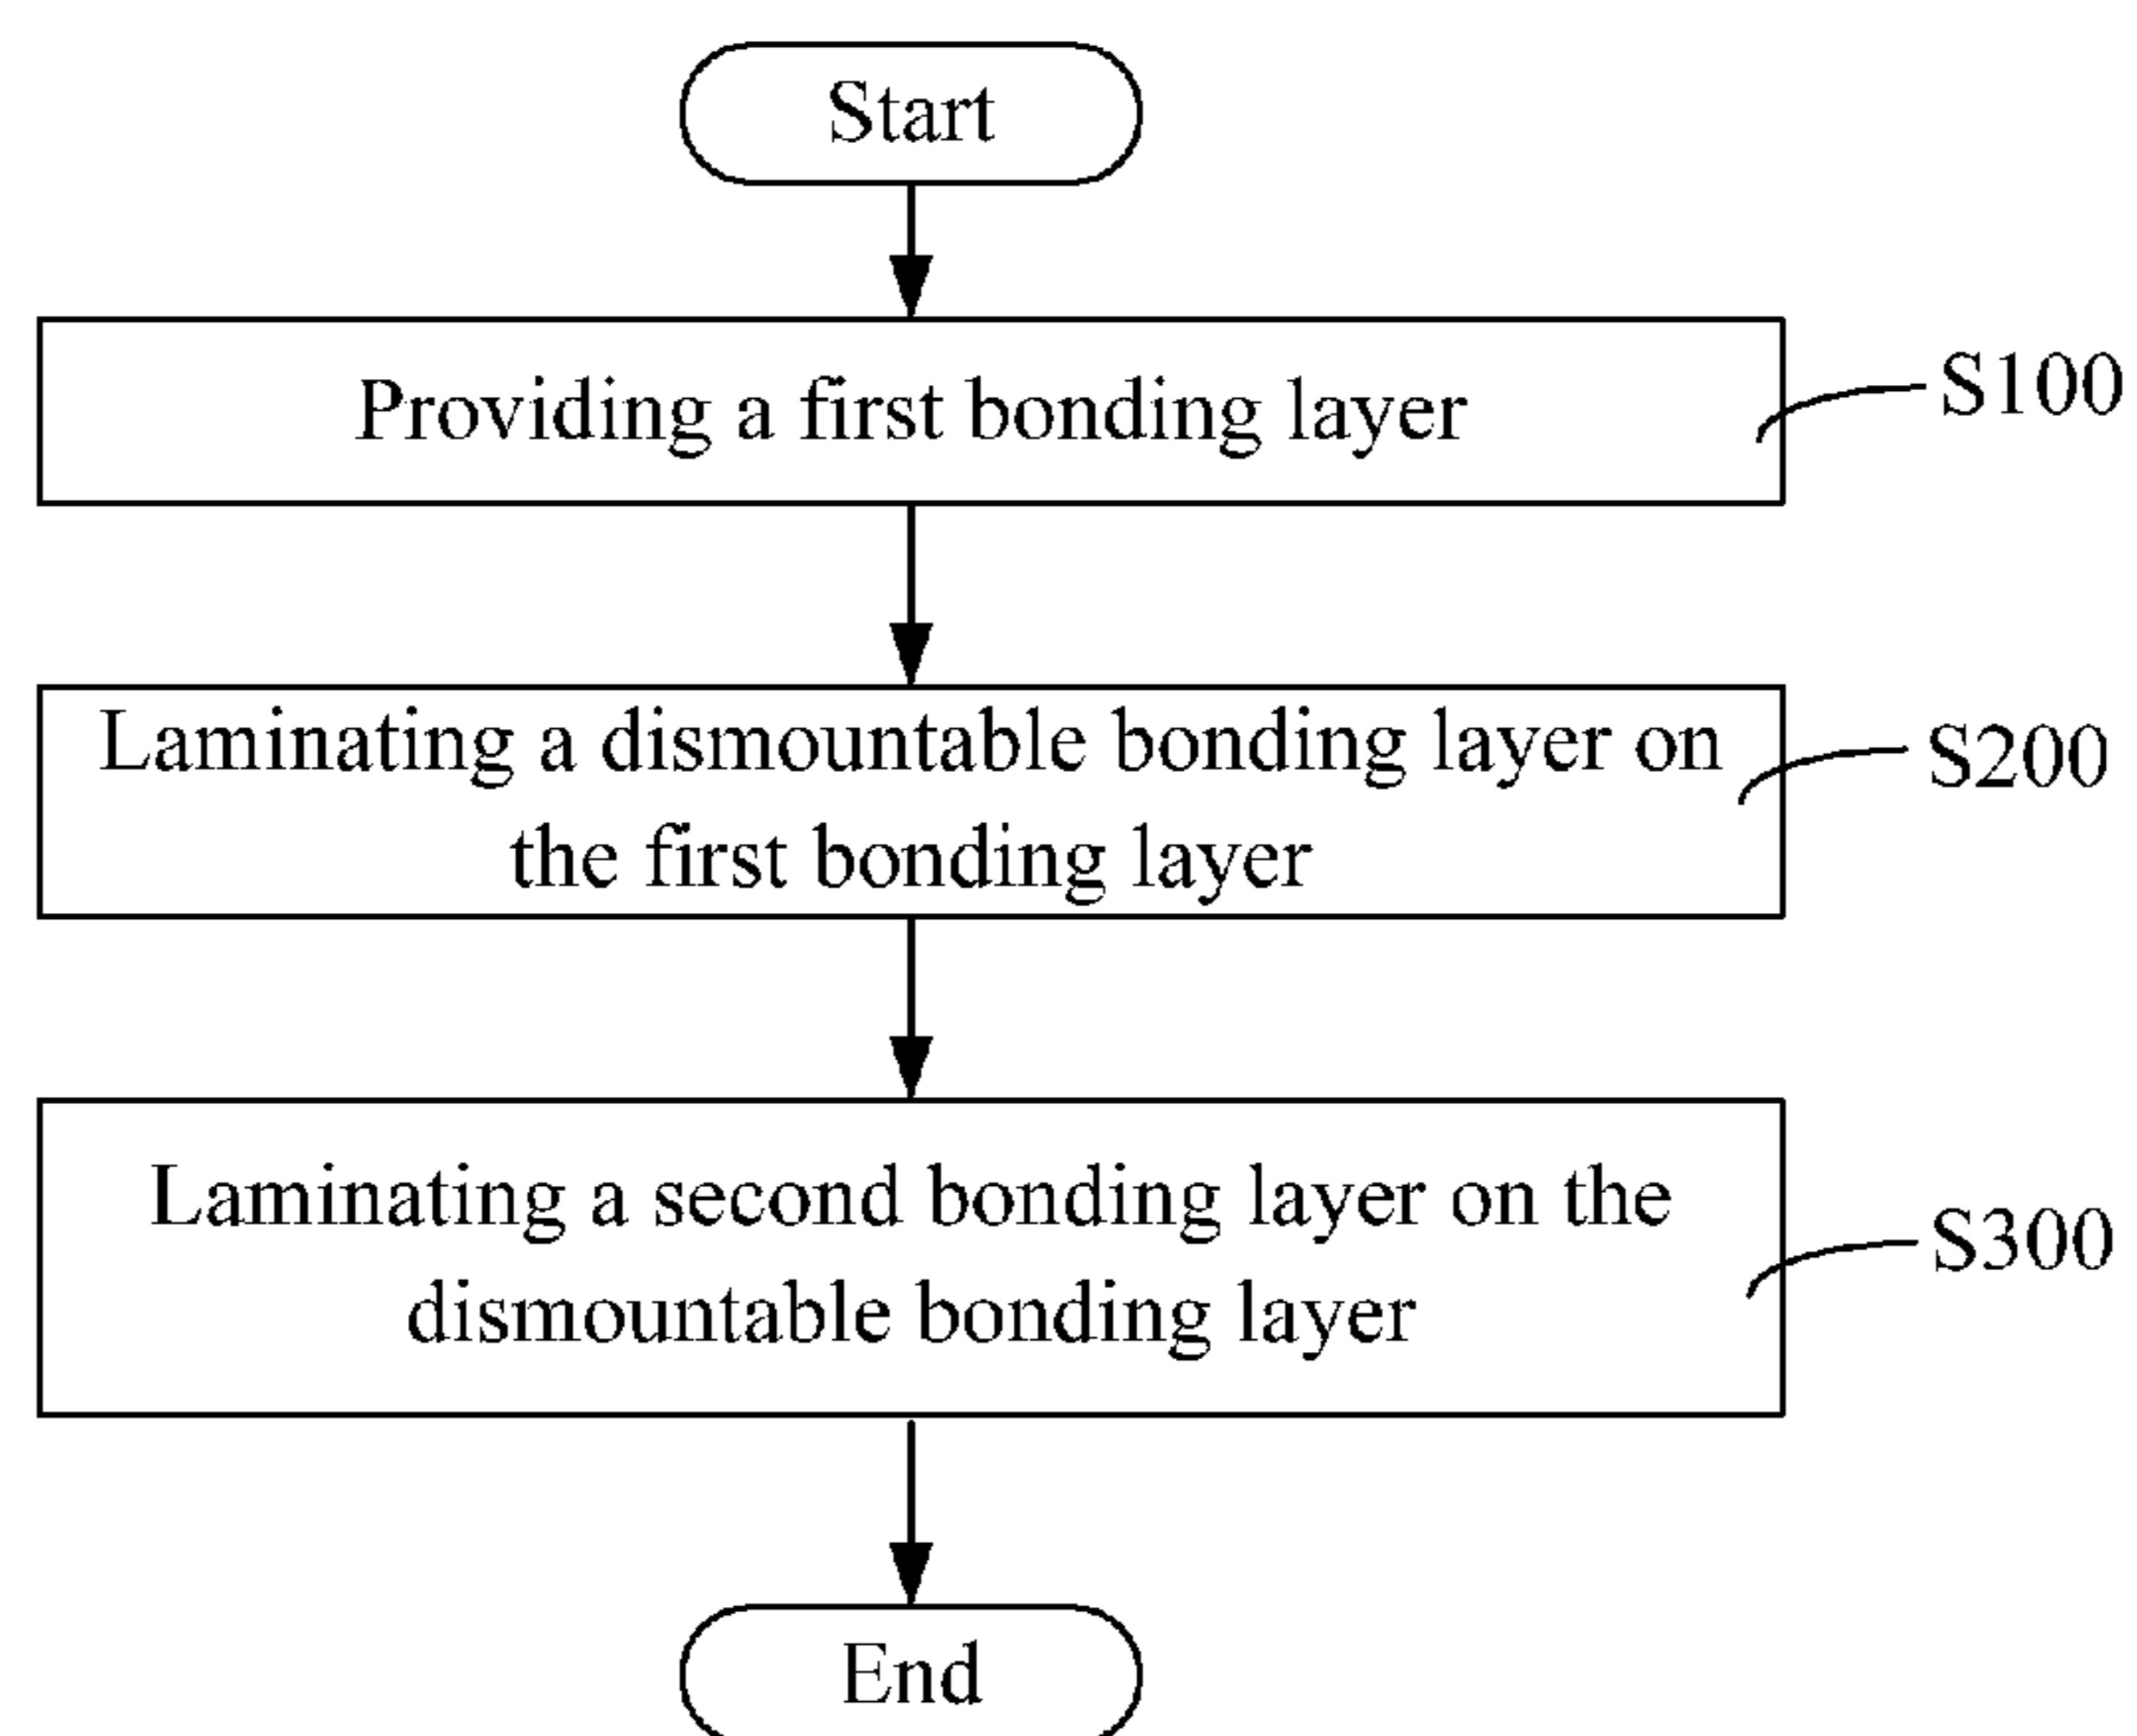 Start
Providing a first bonding layer
S100
Laminating a dismountable bonding layer on
the first bonding layer
S200
Laminating a second bonding layer on the
dismountable bonding layer
S300
End